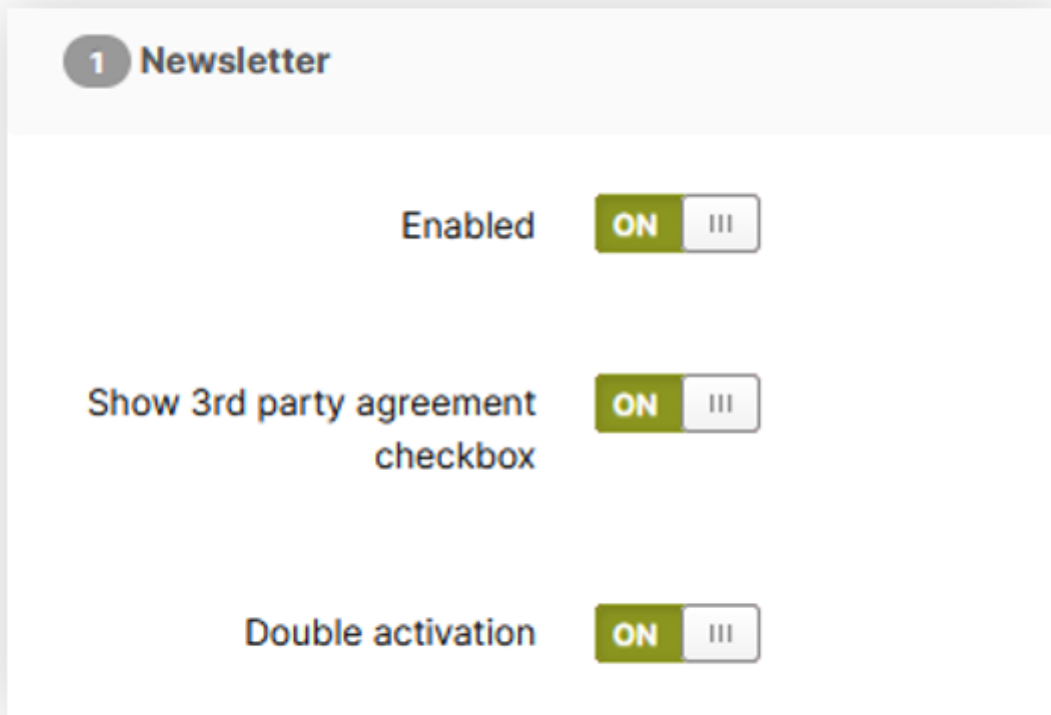 1 Newsletter
Enabled ON
Show 3rd party agreement ON
checkbox
Double activation ON